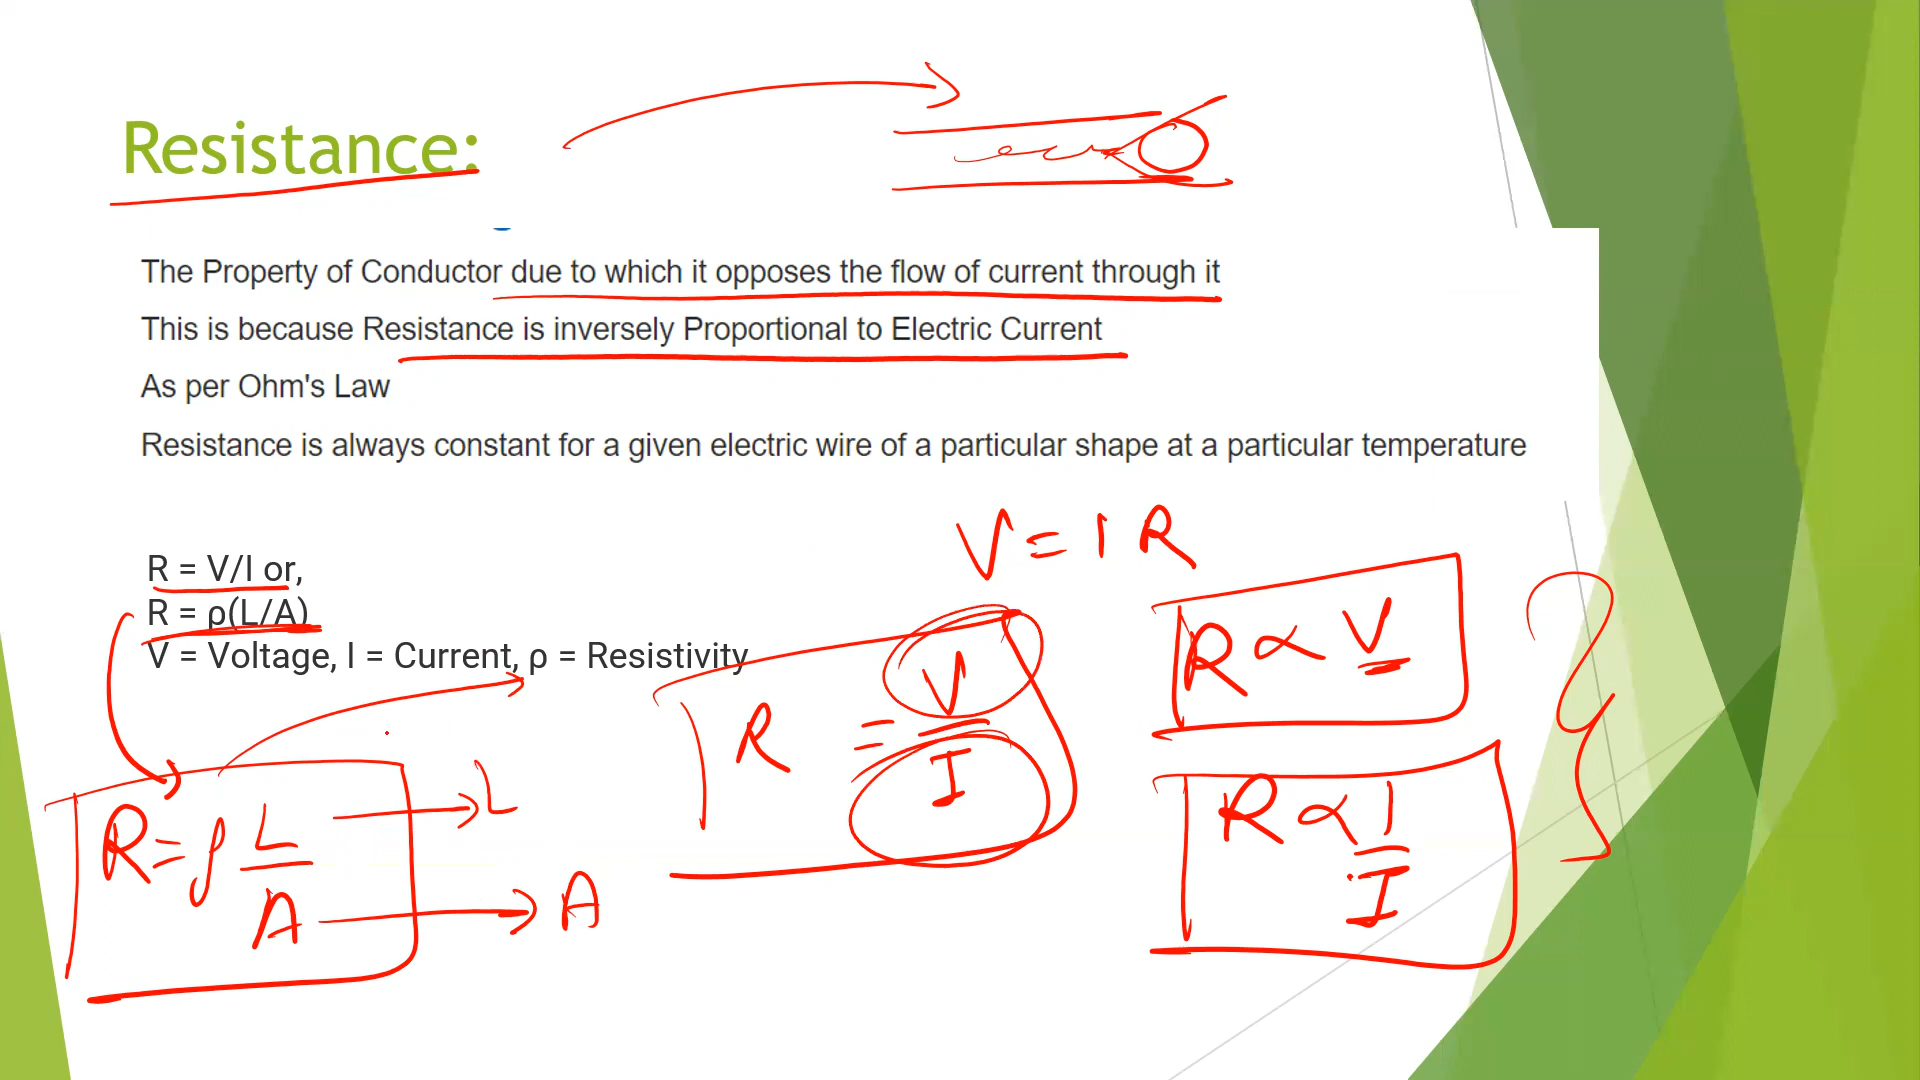 Resistance:
The Property of Conductor due to which it opposes the flow of current through it
This is because Resistance is inversely Proportional to Electric Current
As per Ohm's Law
Resistance is always constant for a given electric wire of a particular shape at a particular temperature
R = V/I or,
R = ρ(L/A)
V = Voltage, I = Current, ρ = Resistivity
V = I R
R = V / I
R ∝ V
R ∝ 1 / I
R = ρ L / A
L
A